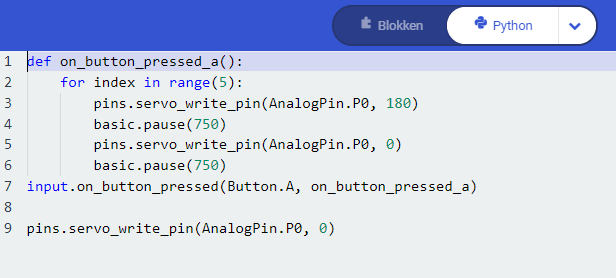 Blokken
Python
1 def on_button_pressed_a():
2     for index in range(5):
3         pins.servo_write_pin(AnalogPin.P0, 180)
4         basic.pause(750)
5         pins.servo_write_pin(AnalogPin.P0, 0)
6         basic.pause(750)
7 input.on_button_pressed(Button.A, on_button_pressed_a)
8
9 pins.servo_write_pin(AnalogPin.P0, 0)